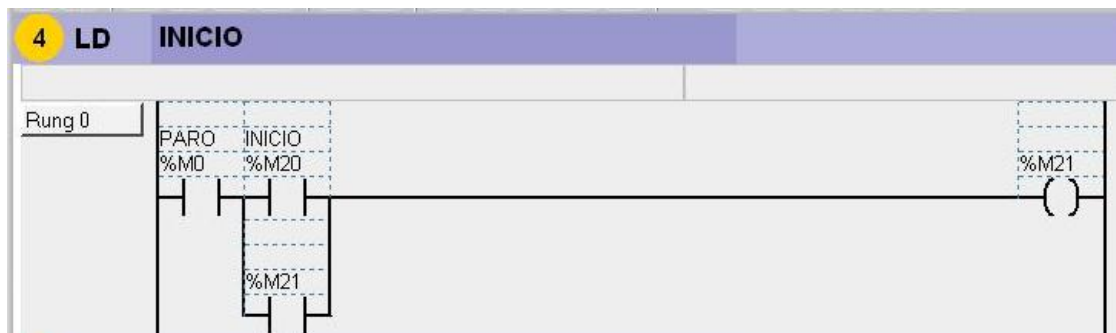 4 LD INICIO
Rung 0
PARO INICIO
%M0 %M20 %M21
%M21